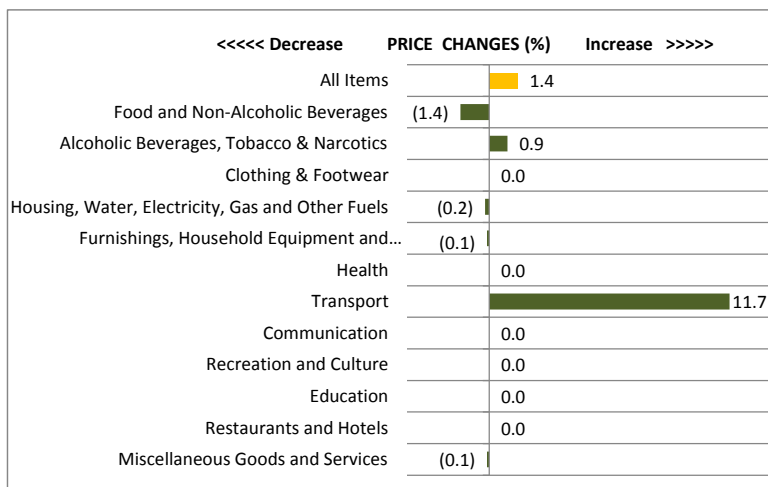 <<<<< Decrease PRICE CHANGES (%) Increase >>>>>
All Items 1.4
Food and Non-Alcoholic Beverages (1.4)
Alcoholic Beverages, Tobacco & Narcotics 0.9
Clothing & Footwear 0.0
Housing, Water, Electricity, Gas and Other Fuels (0.2)
Furnishings, Household Equipment and... (0.1)
Health 0.0
Transport 11.7
Communication 0.0
Recreation and Culture 0.0
Education 0.0
Restaurants and Hotels 0.0
Miscellaneous Goods and Services (0.1)